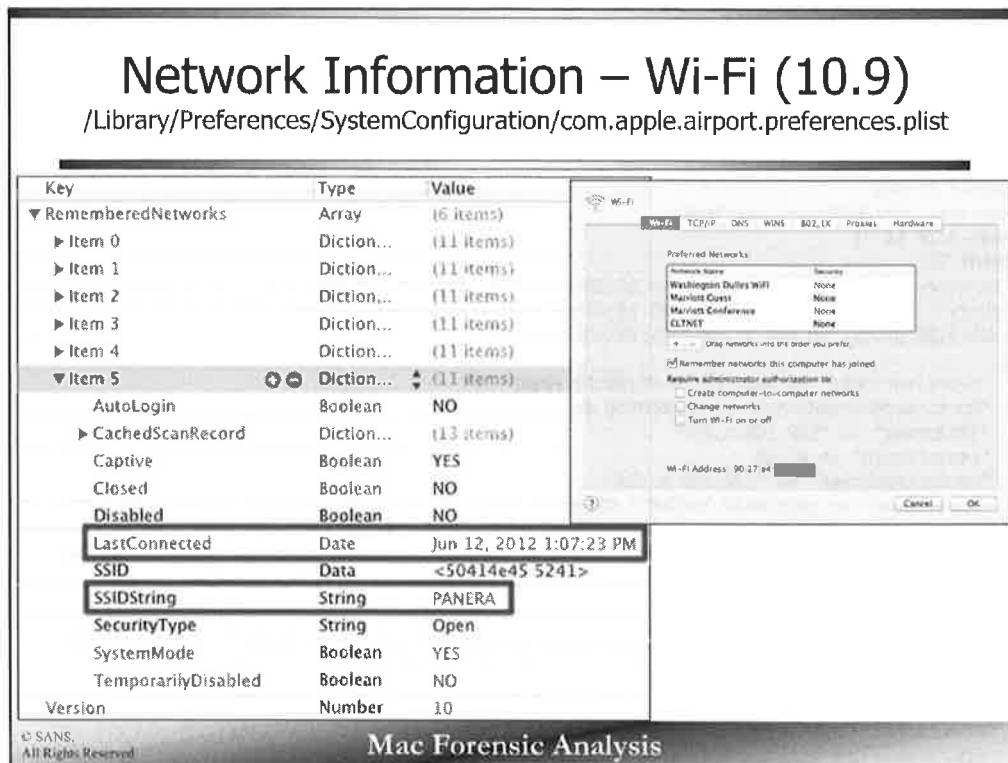 Network Information – Wi-Fi (10.9)
/Library/Preferences/SystemConfiguration/com.apple.airport.preferences.plist
Key Type Value
▼ RememberedNetworks Array (6 items)
▶ Item 0 Diction... (11 items)
▶ Item 1 Diction... (11 items)
▶ Item 2 Diction... (11 items)
▶ Item 3 Diction... (11 items)
▶ Item 4 Diction... (11 items)
▼ Item 5 Diction... (11 items)
AutoLogin Boolean NO
▶ CachedScanRecord Diction... (13 items)
Captive Boolean YES
Closed Boolean NO
Disabled Boolean NO
LastConnected Date Jun 12, 2012 1:07:23 PM
SSID Data <50414e45 5241>
SSIDString String PANERA
SecurityType String Open
SystemMode Boolean YES
TemporarilyDisabled Boolean NO
Version Number 10
Wi-Fi
Wi-Fi TCP/IP DNS WINS 802.1X Proxies Hardware
Preferred Networks
Network Name Security
Washington Dulles WiFi None
Marriott Guest None
Marriott Conference None
CLTNET None
+ − Drag networks into the order you prefer.
Remember networks this computer has joined
Require administrator authorization to:
Create computer-to-computer networks
Change networks
Turn Wi-Fi on or off
Wi-Fi Address: 90:27:e4:
? Cancel OK
© SANS,
All Rights Reserved
Mac Forensic Analysis